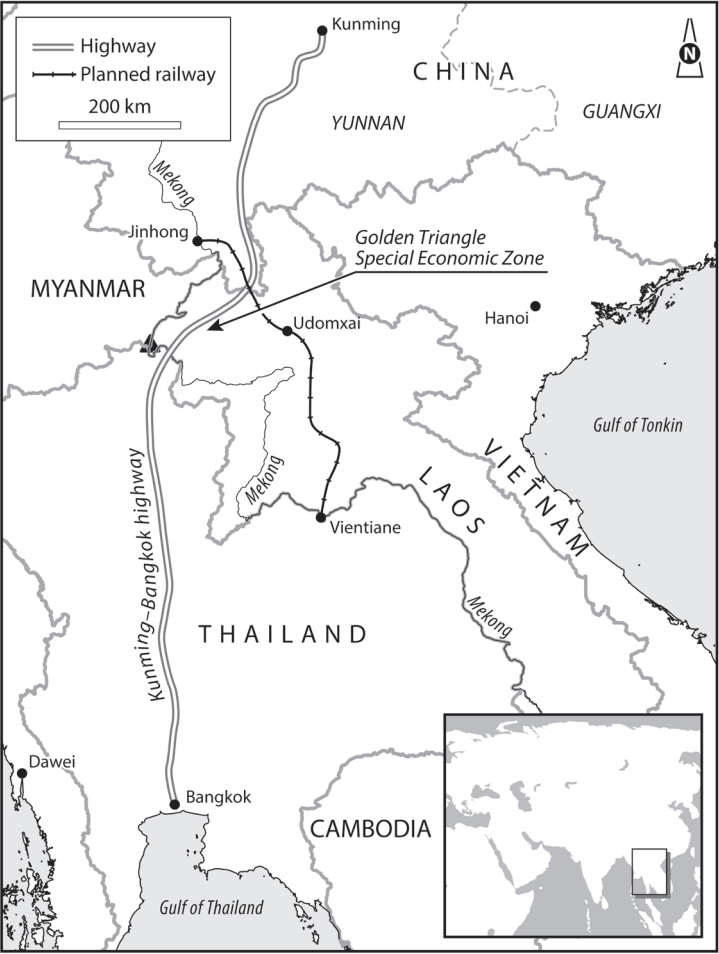 Kunming
Highway
Planned railway
200 km
N
CHINA
YUNNAN
GUANGXI
Mekong
Jinhong
Golden Triangle
Special Economic Zone
MYANMAR
Udomxai
Hanoi
Gulf of Tonkin
Mekong
LAOS
VIETNAM
Vientiane
Kunming–Bangkok highway
Mekong
THAILAND
Dawei
Bangkok
CAMBODIA
Gulf of Thailand